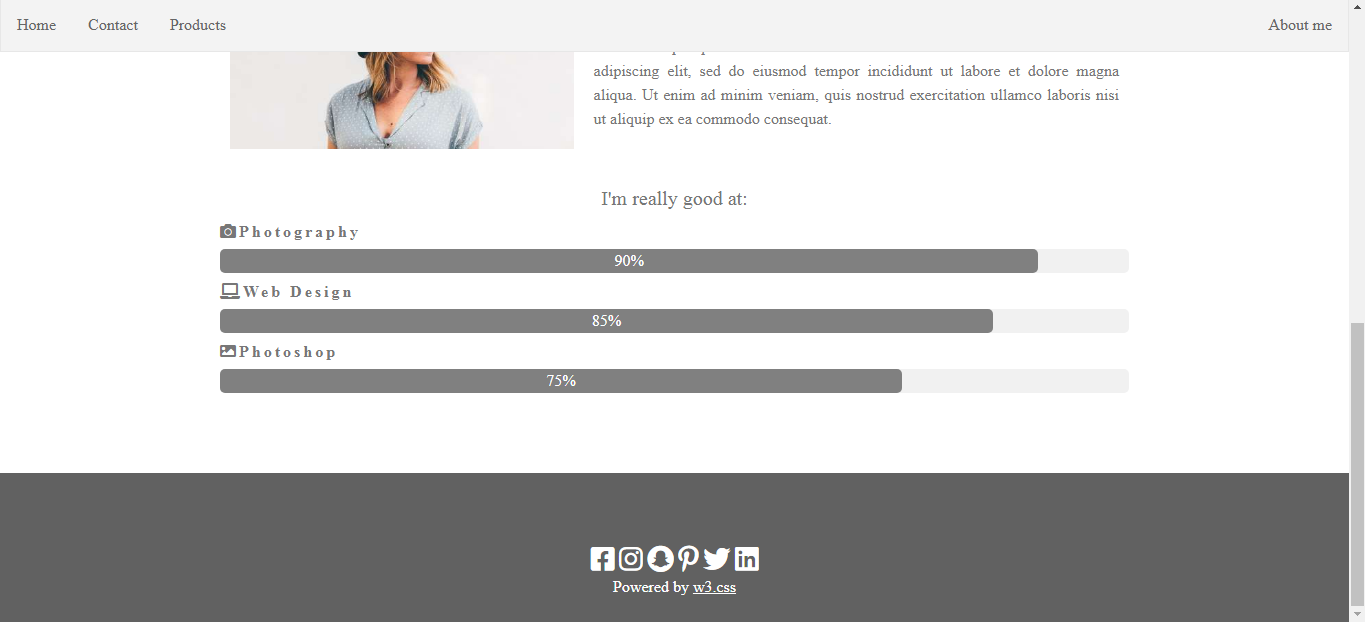 Home Contact Products About me
adipiscing elit, sed do eiusmod tempor incididunt ut labore et dolore magna
aliqua. Ut enim ad minim veniam, quis nostrud exercitation ullamco laboris nisi
ut aliquip ex ea commodo consequat.
I'm really good at:
Photography
90%
Web Design
85%
Photoshop
75%
Powered by w3.css